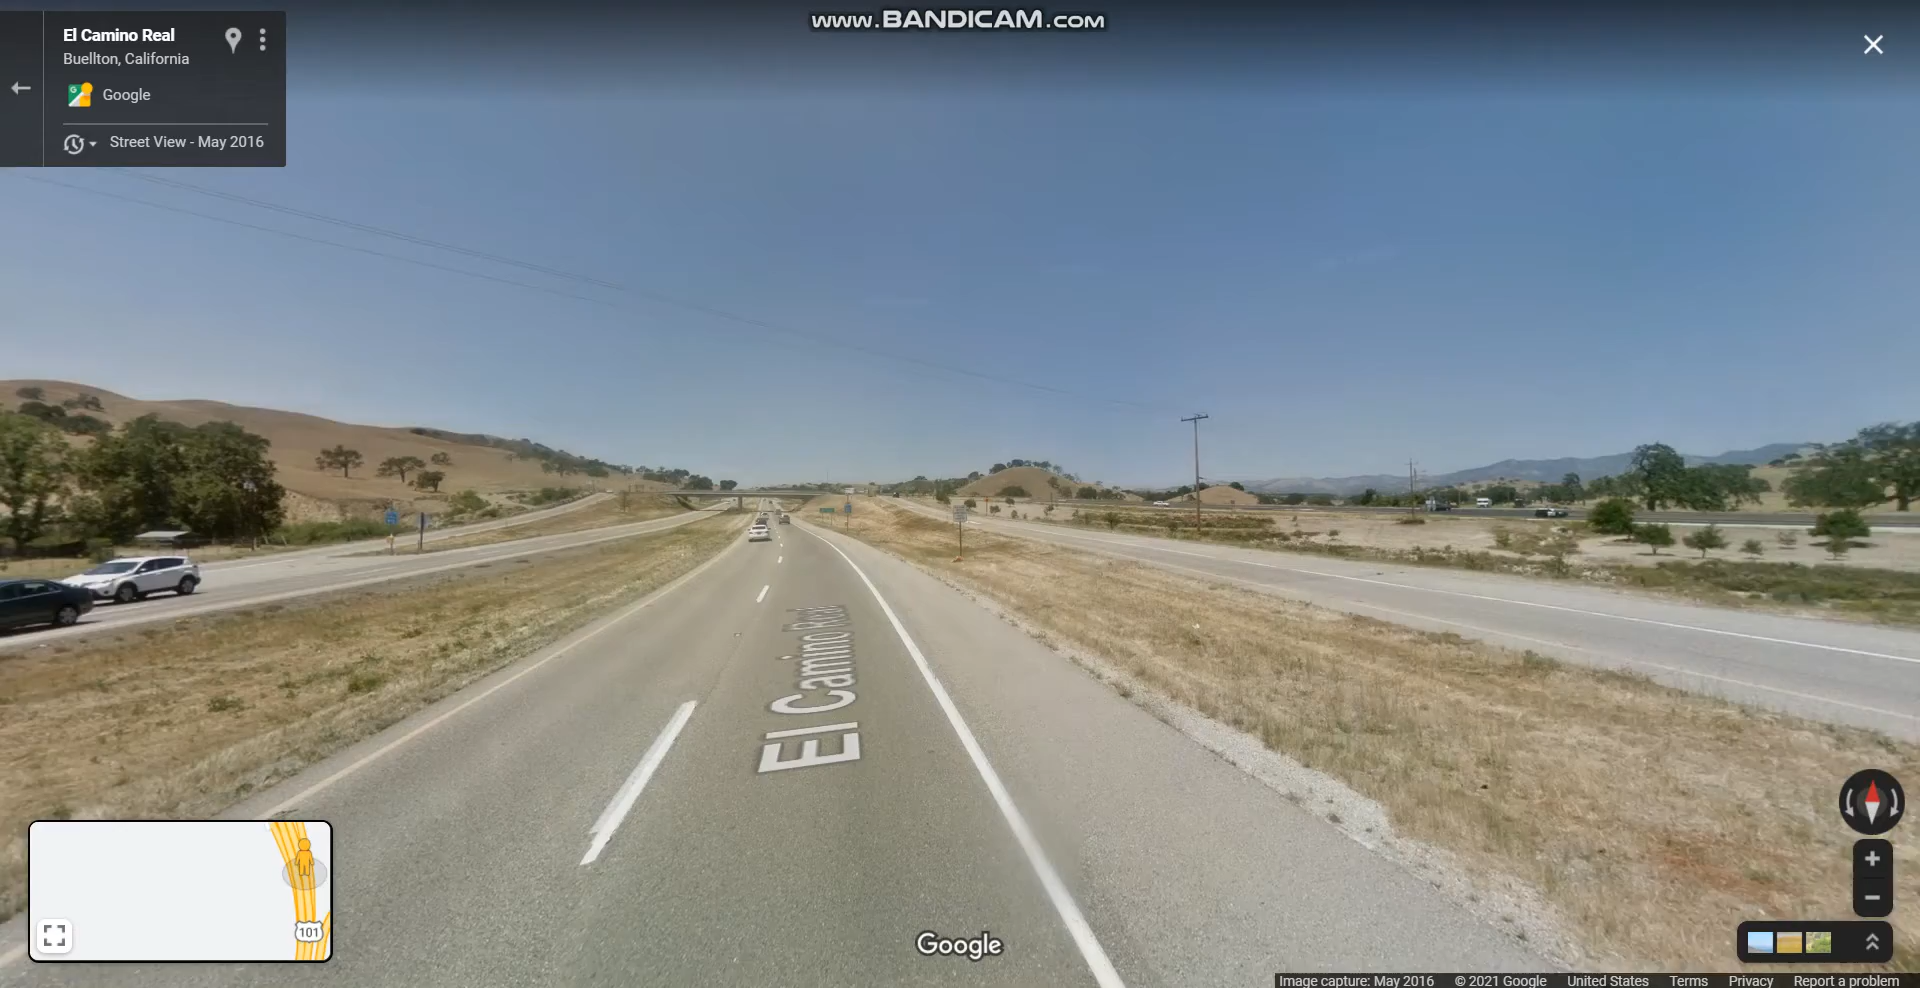 www.BANDICAM.com
El Camino Real
Buellton, California
Google
Street View - May 2016
El Camino Real
101
Google
Image capture: May 2016 © 2021 Google United States Terms Privacy Report a problem